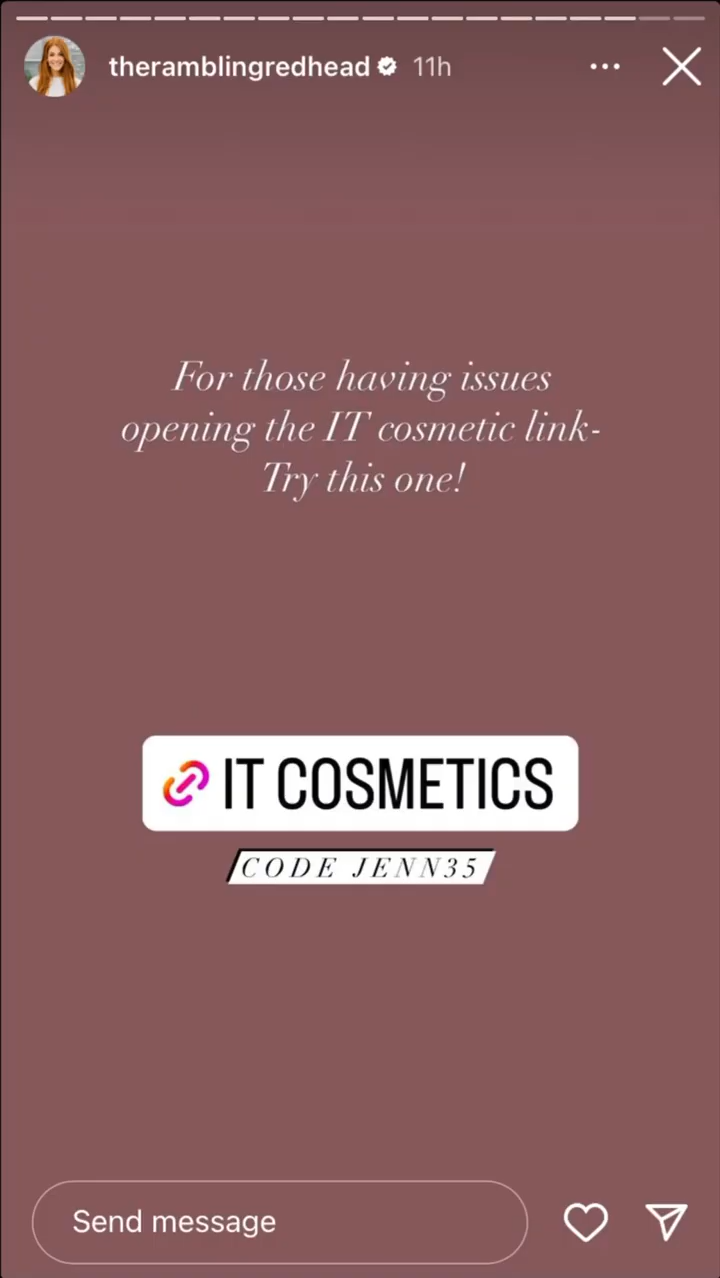 theramblingredhead 11h
For those having issues
opening the IT cosmetic link-
Try this one!
IT COSMETICS
CODE JENN35
Send message